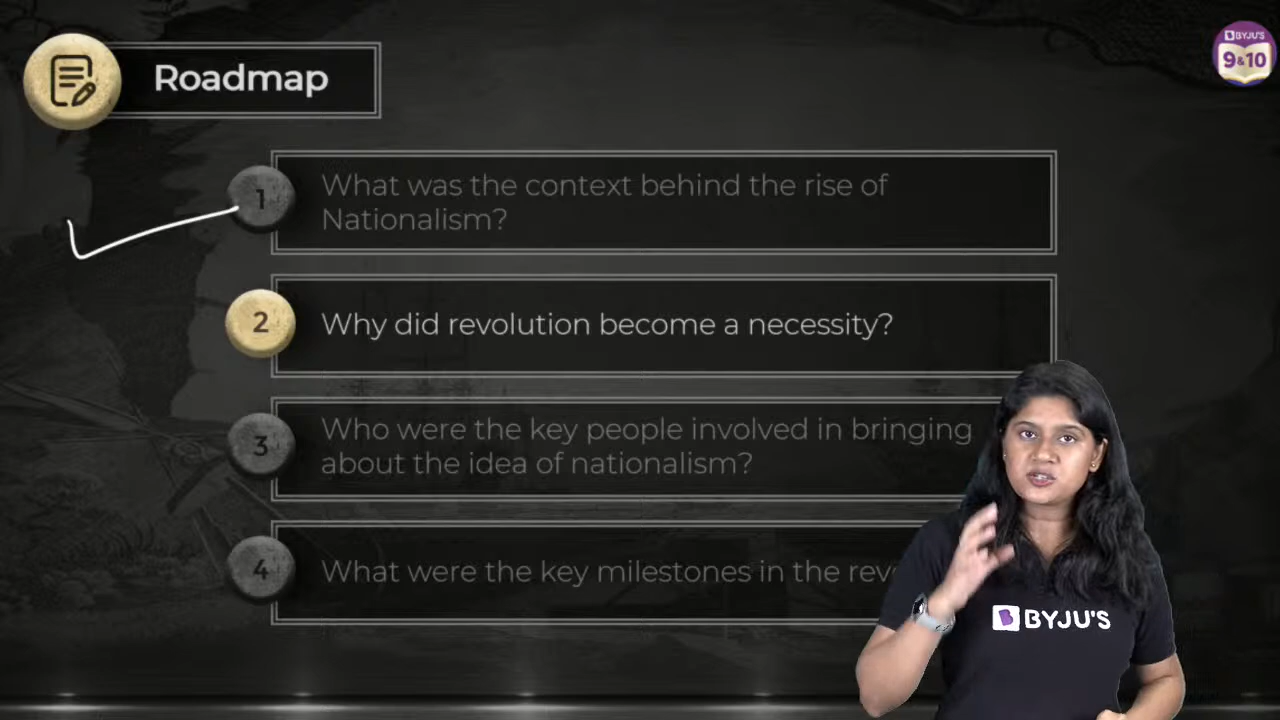 Roadmap
BYJU'S
9&10
1
What was the context behind the rise of
Nationalism?
2
Why did revolution become a necessity?
3
Who were the key people involved in bringing
about the idea of nationalism?
4
What were the key milestones in the
BYJU'S